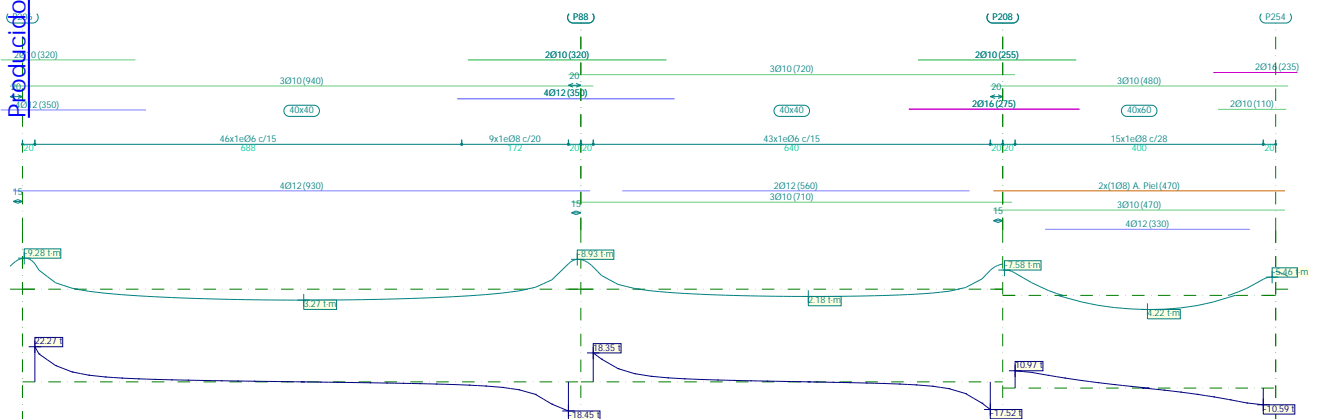 Producido
P88
P208
P254
2Ø10(320)
2Ø10(255)
2Ø16(235)
20
3Ø10(720)
3Ø10(940)
3Ø10(480)
20
4Ø12(350)
4Ø12(350)
40x40
40x40
2Ø16(275)
40x60
2Ø10(110)
46x1eØ6 c/15
9x1eØ8 c/20
43x1eØ6 c/15
15x1eØ8 c/28
20
688
172
20
20
640
20
20
400
20
4Ø12(930)
2Ø12(560)
2x(1Ø8) A. Piel(470)
15
3Ø10(710)
15
3Ø10(470)
15
4Ø12(330)
-9.28 t·m
-8.93 t·m
-7.58 t·m
-5.46 t·m
3.27 t·m
2.18 t·m
4.22 t·m
22.27 t
18.35 t
10.97 t
-18.45 t
-17.52 t
-10.59 t